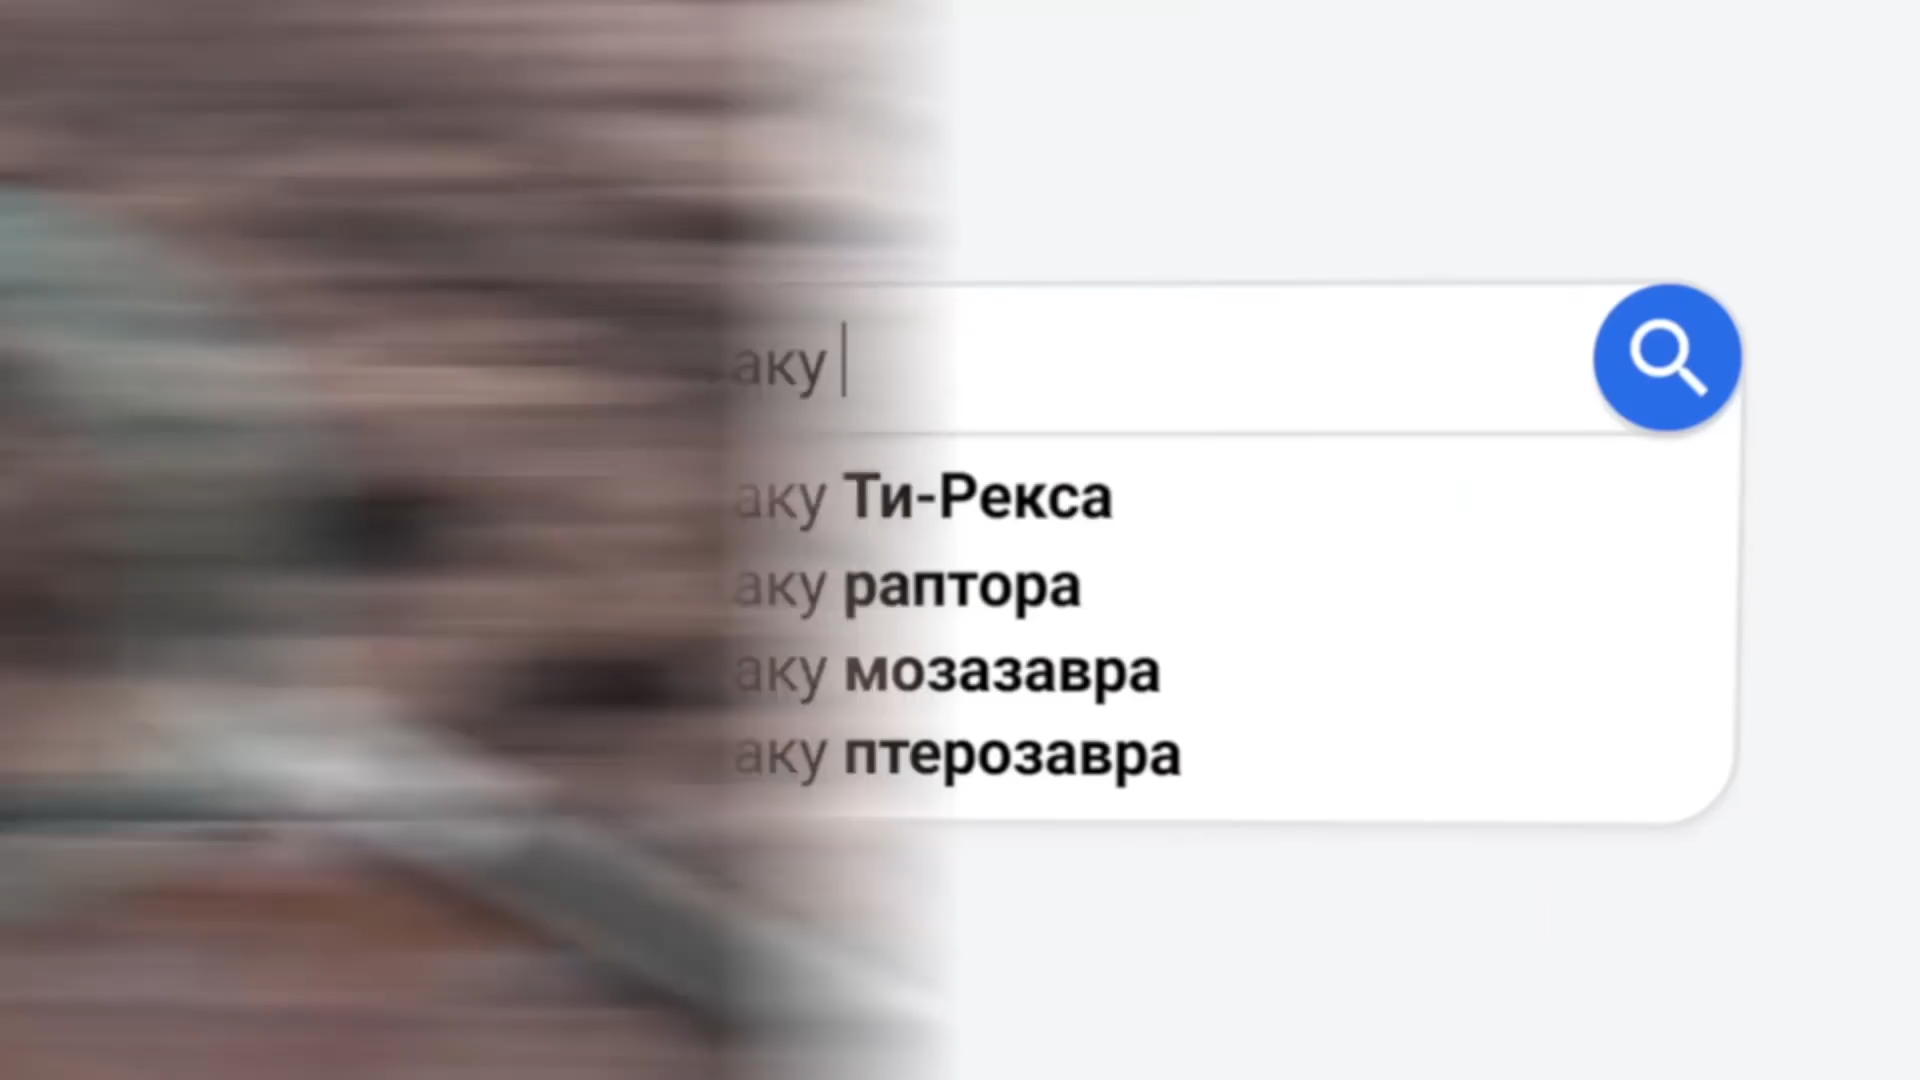 аку
аку Ти-Рекса
аку раптора
аку мозазавра
аку птерозавра